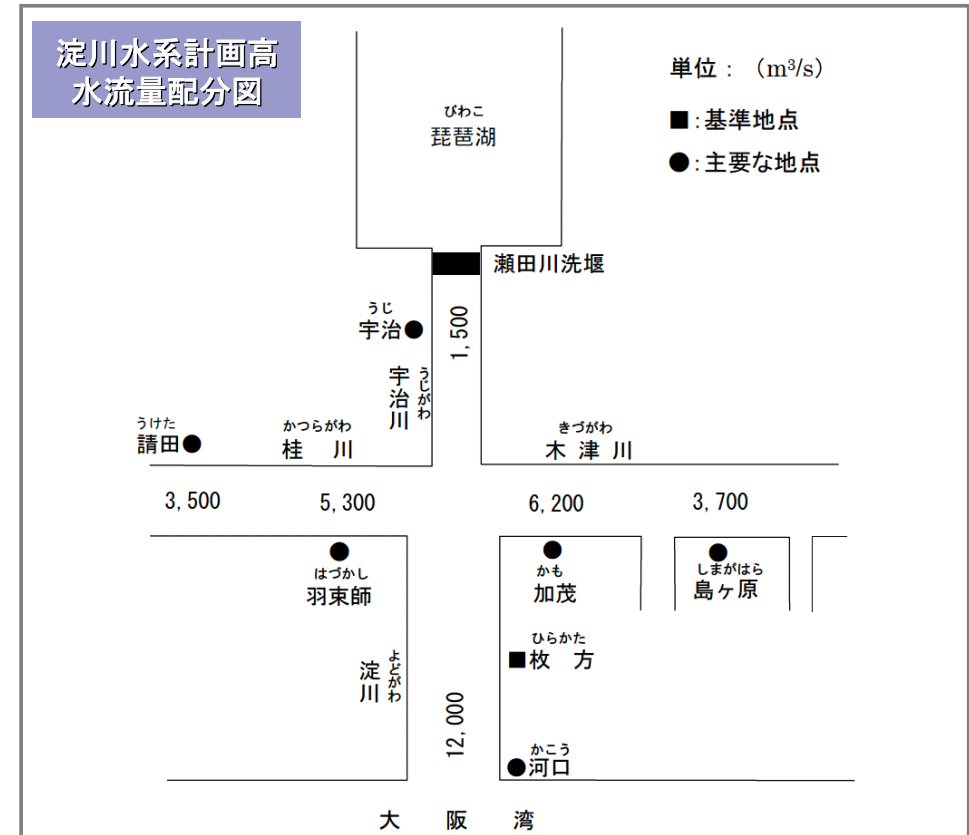 淀川水系計画高
水流量配分図
単位：（m³/s）
■：基準地点
●：主要な地点
びわこ
琵琶湖
瀬田川洗堰
うじ
宇治●
1,500
宇治川
うじがわ
うけた
請田●
かつらがわ
桂 川
きづがわ
木 津 川
3,500
5,300
6,200
3,700
はづかし
羽束師
かも
加茂
しまがはら
島ヶ原
ひらかた
■枚 方
淀川
よどがわ
12,000
かこう
●河口
大 阪 湾